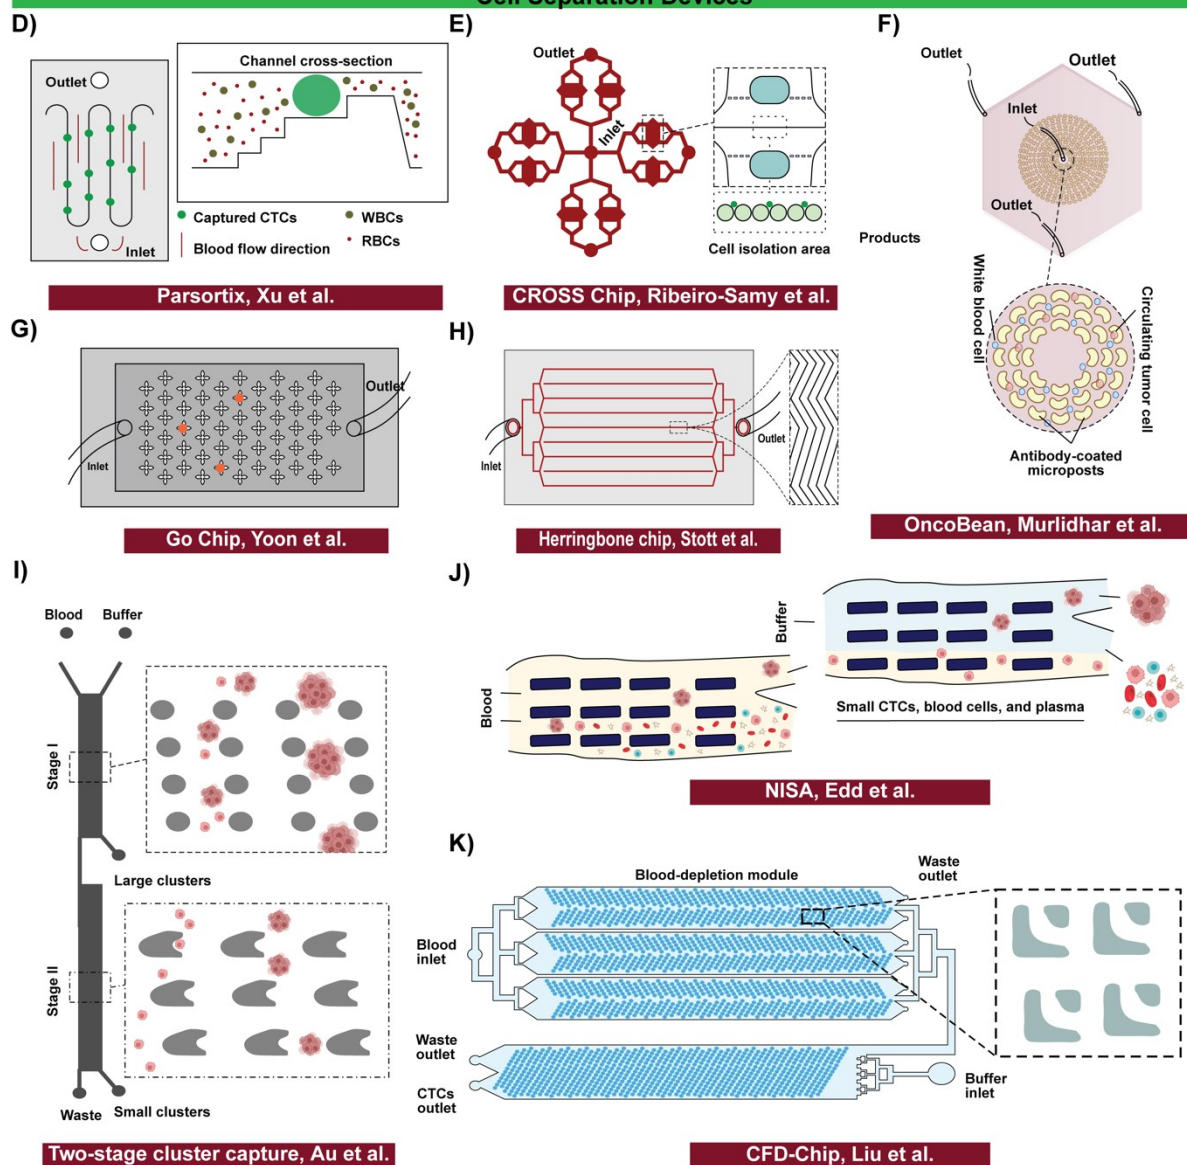 Cell Separation Devices
D)
Outlet
Inlet
Channel cross-section
Captured CTCs
Blood flow direction
WBCs
RBCs
Parsortix, Xu et al.
E)
Outlet
Inlet
Cell isolation area
CROSS Chip, Ribeiro-Samy et al.
Products
F)
Outlet
Outlet
Inlet
Outlet
White blood cell
Circulating tumor cell
Antibody-coated
microposts
OncoBean, Murlidhar et al.
G)
Outlet
Inlet
Go Chip, Yoon et al.
H)
Inlet
Outlet
Herringbone chip, Stott et al.
I)
Blood
Buffer
Stage I
Large clusters
Stage II
Waste
Small clusters
Two-stage cluster capture, Au et al.
J)
Blood
Buffer
Small CTCs, blood cells, and plasma
NISA, Edd et al.
K)
Blood-depletion module
Waste
outlet
Blood
inlet
Waste
outlet
CTCs
outlet
Buffer
inlet
CFD-Chip, Liu et al.